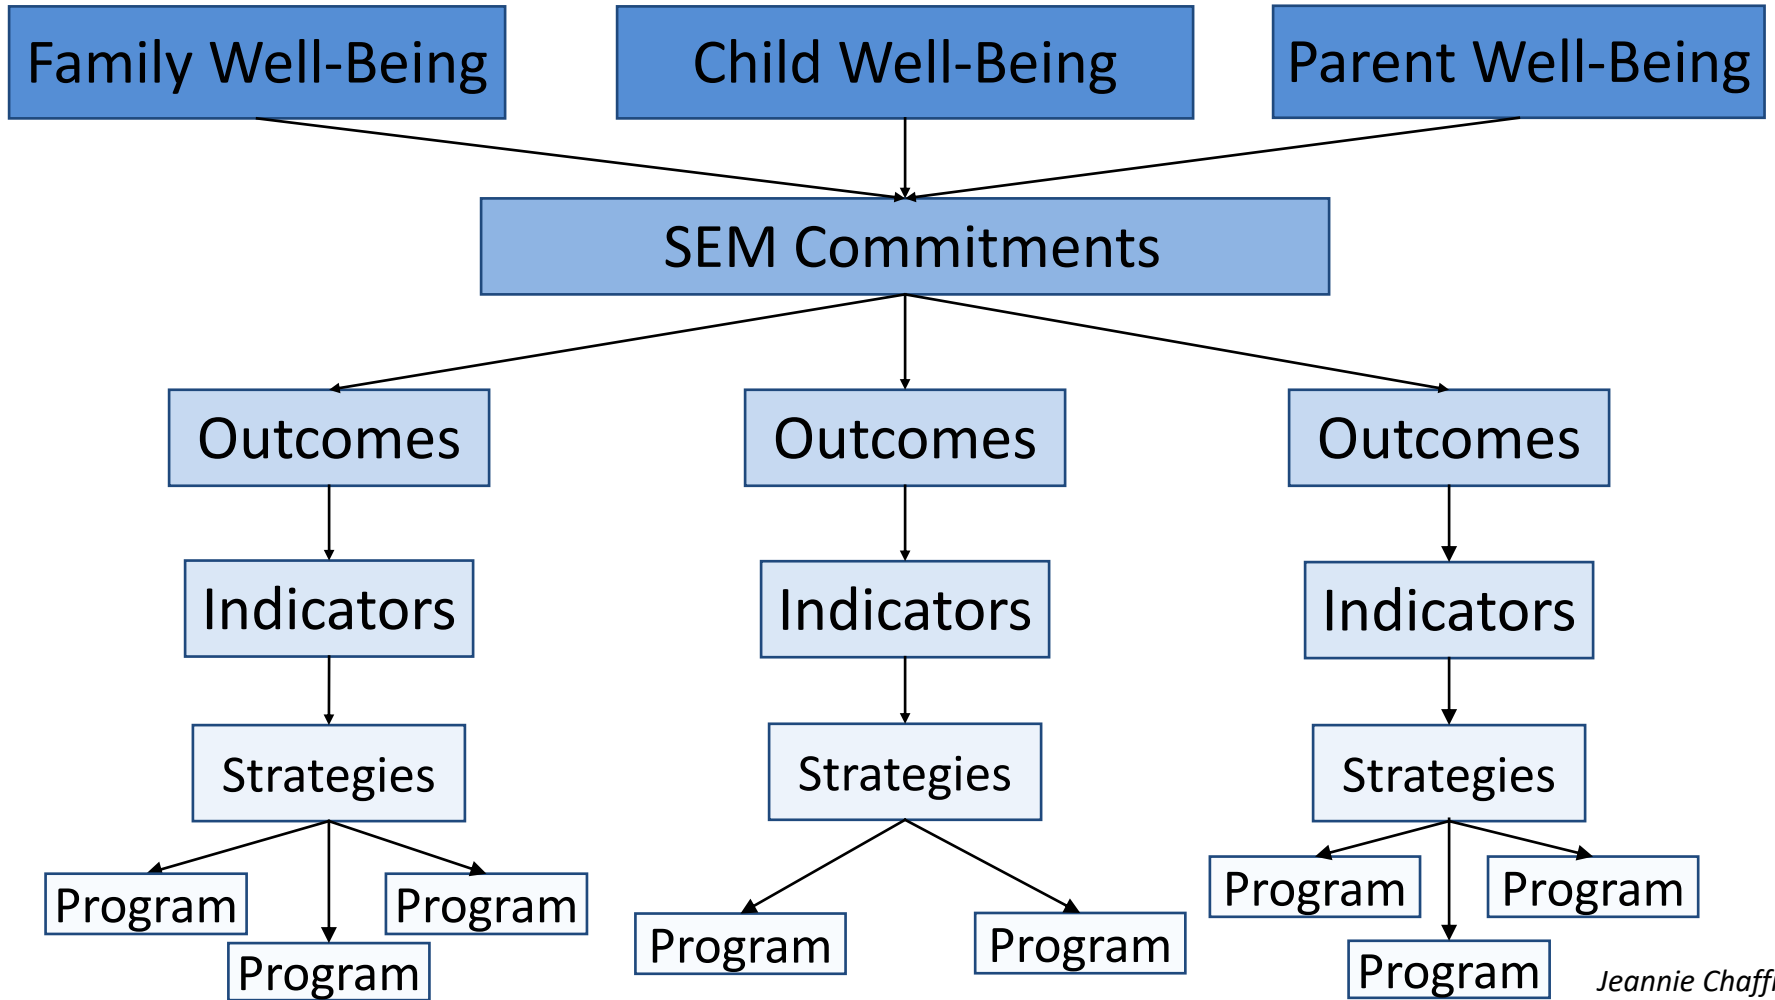 Family Well-Being
Child Well-Being
Parent Well-Being
SEM Commitments
Outcomes
Outcomes
Outcomes
Indicators
Indicators
Indicators
Strategies
Strategies
Strategies
Program
Program
Program
Program
Program
Program
Program
Program
Jeannie